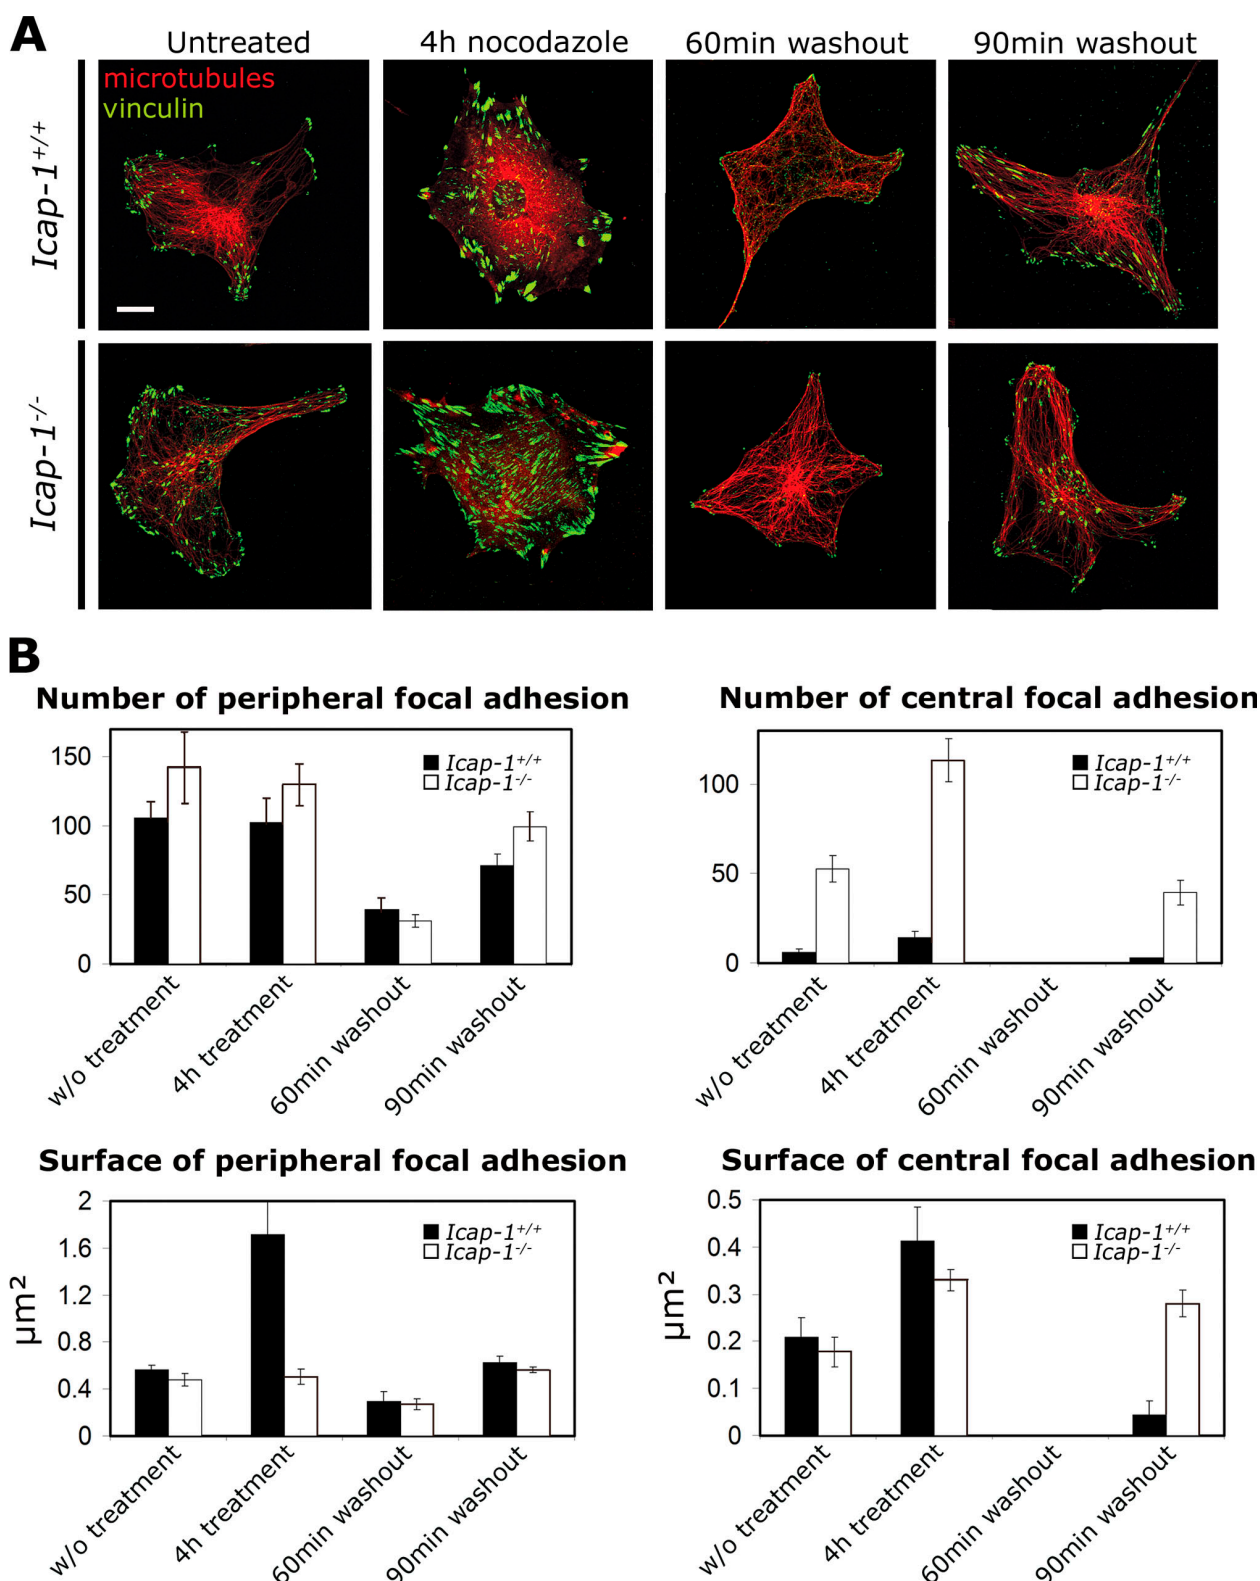 A
Untreated 4h nocodazole 60min washout 90min washout
microtubules
vinculin
Icap-1+/+
Icap-1-/-
B
Number of peripheral focal adhesion
150
100
50
0
Icap-1+/+
Icap-1-/-
w/o treatment
4h treatment
60min washout
90min washout
Number of central focal adhesion
100
50
0
Icap-1+/+
Icap-1-/-
w/o treatment
4h treatment
60min washout
90min washout
Surface of peripheral focal adhesion
µm²
2
1.6
1.2
0.8
0.4
0
Icap-1+/+
Icap-1-/-
w/o treatment
4h treatment
60min washout
90min washout
Surface of central focal adhesion
µm²
0.5
0.4
0.3
0.2
0.1
0
Icap-1+/+
Icap-1-/-
w/o treatment
4h treatment
60min washout
90min washout